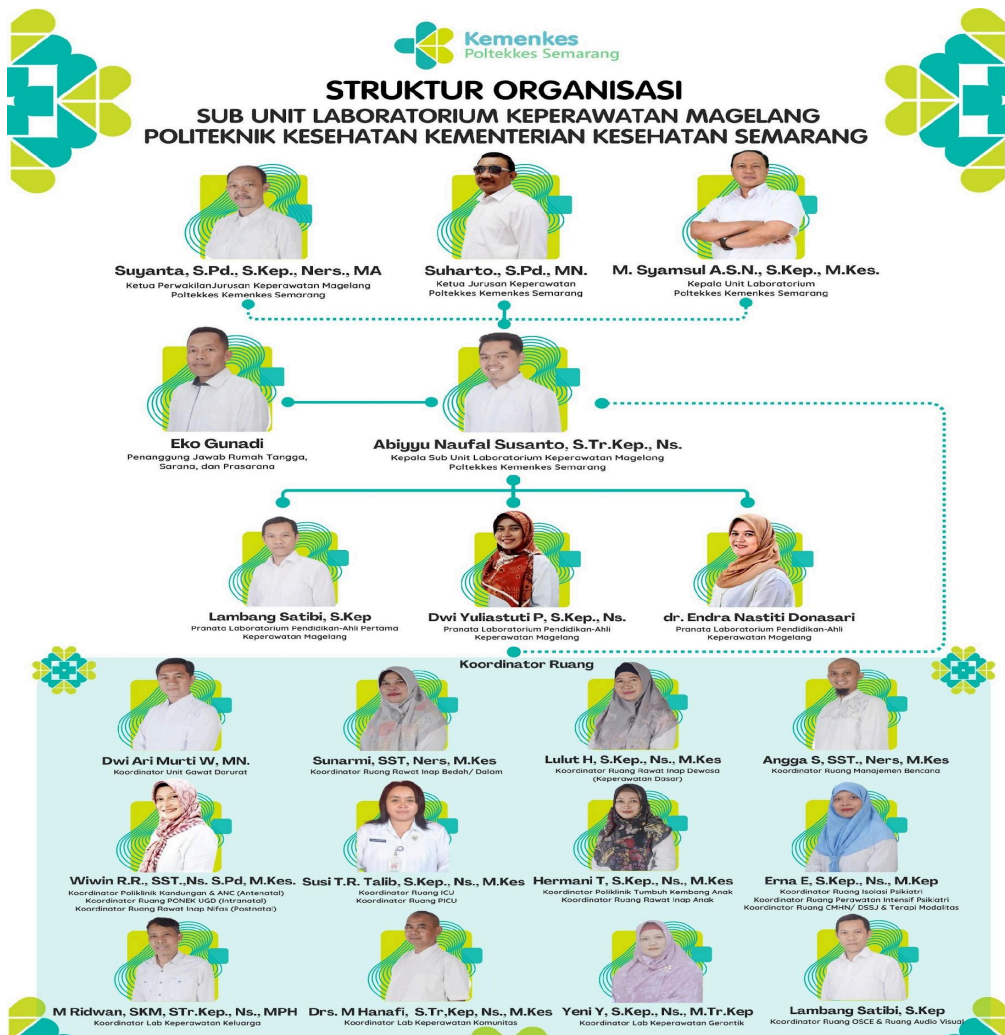 Kemenkes
Poltekkes Semarang
STRUKTUR ORGANISASI
SUB UNIT LABORATORIUM KEPERAWATAN MAGELANG
POLITEKNIK KESEHATAN KEMENTERIAN KESEHATAN SEMARANG
Suyanta, S.Pd., S.Kep., Ners., MA
Ketua PerwakilanJurusan Keperawatan Magelang
Poltekkes Kemenkes Semarang
Suharto., S.Pd., MN.
Ketua Jurusan Keperawatan
Poltekkes Kemenkes Semarang
M. Syamsul A.S.N., S.Kep., M.Kes.
Kepala Unit Laboratorium
Poltekkes Kemenkes Semarang
Eko Gunadi
Penanggung Jawab Rumah Tangga,
Sarana, dan Prasarana
Abiyyu Naufal Susanto, S.Tr.Kep., Ns.
Kepala Sub Unit Laboratorium Keperawatan Magelang
Poltekkes Kemenkes Semarang
Lambang Satibi, S.Kep
Pranata Laboratorium Pendidikan-Ahli Pertama
Keperawatan Magelang
Dwi Yuliastuti P, S.Kep., Ns.
Pranata Laboratorium Pendidikan-Ahli
Keperawatan Magelang
dr. Endra Nastiti Donasari
Pranata Laboratorium Pendidikan-Ahli
Keperawatan Magelang
Koordinator Ruang
Dwi Ari Murti W, MN.
Koordinator Unit Gawat Darurat
Sunarmi, SST, Ners, M.Kes
Koordinator Ruang Rawat Inap Bedah/ Dalam
Lulut H, S.Kep., Ns., M.Kes
Koordinator Ruang Rawat Inap Dewasa
(Keperawatan Dasar)
Angga S, SST., Ners, M.Kes
Koordinator Ruang Manajemen Bencana
Wiwin R.R., SST.,Ns. S.Pd, M.Kes.
Koordinator Poliklinik Kandungan & ANC (Antenatal)
Koordinator Ruang PONEK UGD (Intranatal)
Koordinator Ruang Rawat Inap Nifas (Postnatal)
Susi T.R. Talib, S.Kep., Ns., M.Kes
Koordinator Ruang ICU
Koordinator Ruang PICU
Hermani T, S.Kep., Ns., M.Kes
Koordinator Poliklinik Tumbuh Kembang Anak
Koordinator Ruang Rawat Inap Anak
Erna E, S.Kep., Ns., M.Kep
Koordinator Ruang Isolasi Psikiatri
Koordinator Ruang Perawatan Intensif Psikiatri
Koordinator Ruang CMHN/ DSSJ & Terapi Modalitas
M Ridwan, SKM, STr.Kep., Ns., MPH
Koordinator Lab Keperawatan Keluarga
Drs. M Hanafi, S.Tr,Kep, Ns., M.Kes
Koordinator Lab Keperawatan Komunitas
Yeni Y, S.Kep., Ns., M.Tr.Kep
Koordinator Lab Keperawatan Gerontik
Lambang Satibi, S.Kep
Koordinator Ruang OSCE & Ruang Audio Visual